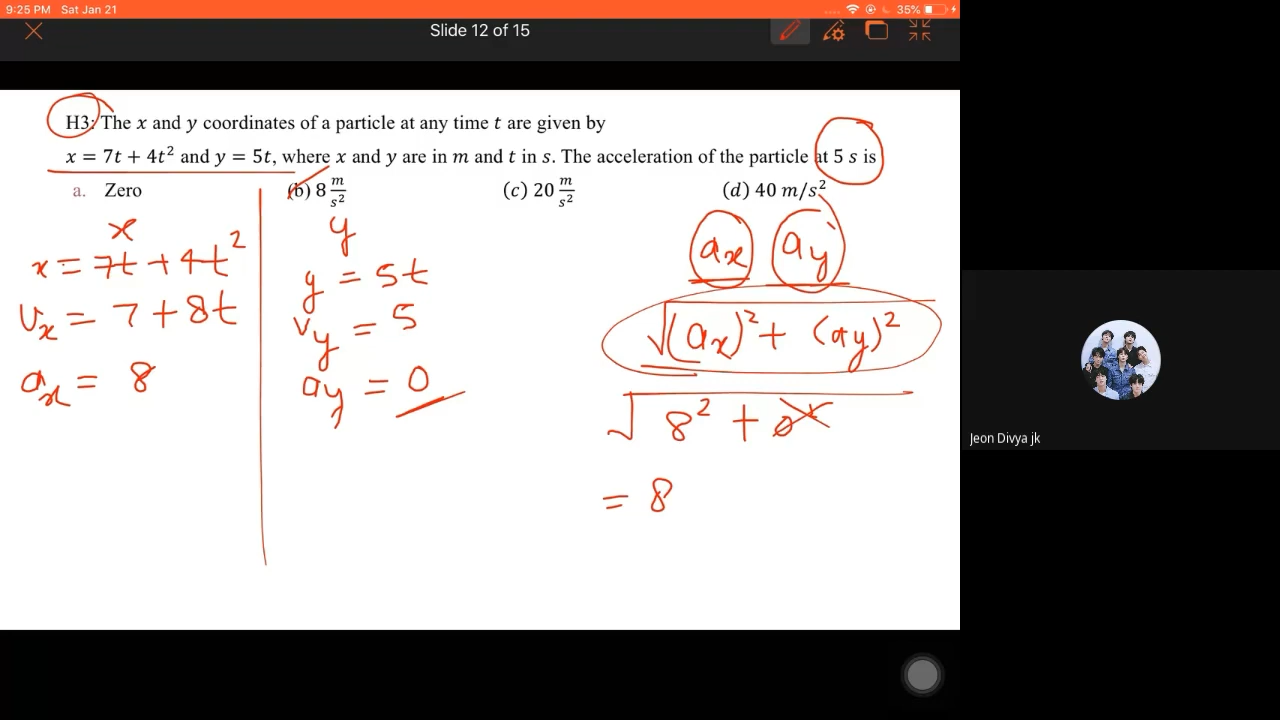 9:25 PM Sat Jan 21 35%
Slide 12 of 15
H3: The x and y coordinates of a particle at any time t are given by
x = 7t + 4t² and y = 5t, where x and y are in m and t in s. The acceleration of the particle at 5 s is
a. Zero (b) 8 m/s² (c) 20 m/s² (d) 40 m/s²
x
x = 7t + 4t²
vx = 7 + 8t
ax = 8
y
y = 5t
vy = 5
ay = 0
ax ay
√(ax)² + (ay)²
√8² + 0²
= 8
Jeon Divya jk